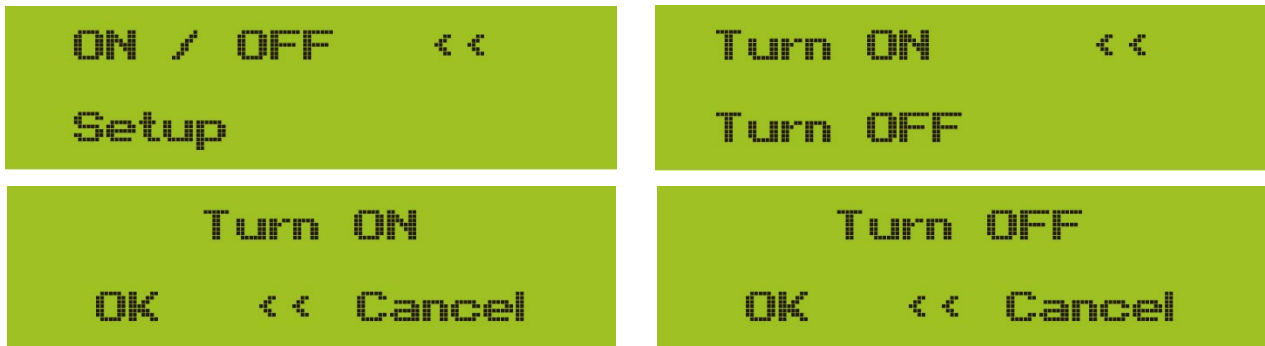 ON / OFF <<
Setup
Turn ON <<
Turn OFF
Turn ON
OK << Cancel
Turn OFF
OK << Cancel